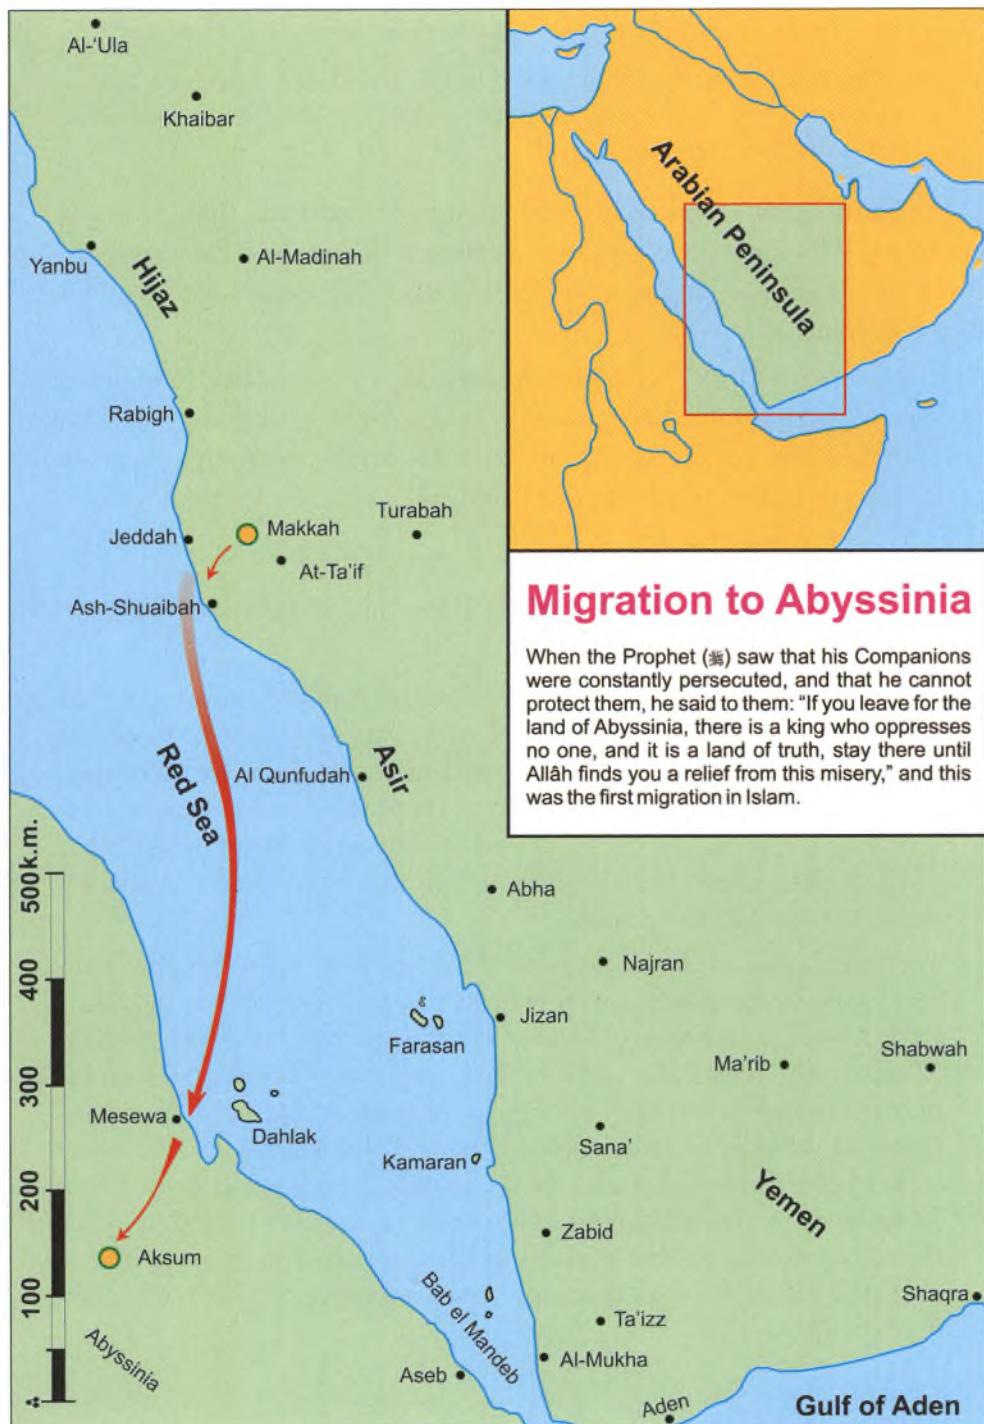 Al-‘Ula
Khaibar
Yanbu
Hijaz
Al-Madinah
Rabigh
Jeddah
Makkah
Turabah
At-Ta’if
Ash-Shuaibah
Red Sea
Al Qunfudah
Asir
Abha
Najran
Jizan
Farasan
Ma’rib
Shabwah
Mesewa
Dahlak
Sana’
Kamaran
Yemen
Zabid
Aksum
Bab el Mandeb
Shaqra
Ta’izz
Abyssinia
Al-Mukha
Aseb
Aden
Gulf of Aden
500k.m.
400
300
200
100
Arabian Peninsula
Migration to Abyssinia
When the Prophet (ﷺ) saw that his Companions
were constantly persecuted, and that he cannot
protect them, he said to them: “If you leave for the
land of Abyssinia, there is a king who oppresses
no one, and it is a land of truth, stay there until
Allâh finds you a relief from this misery,” and this
was the first migration in Islam.